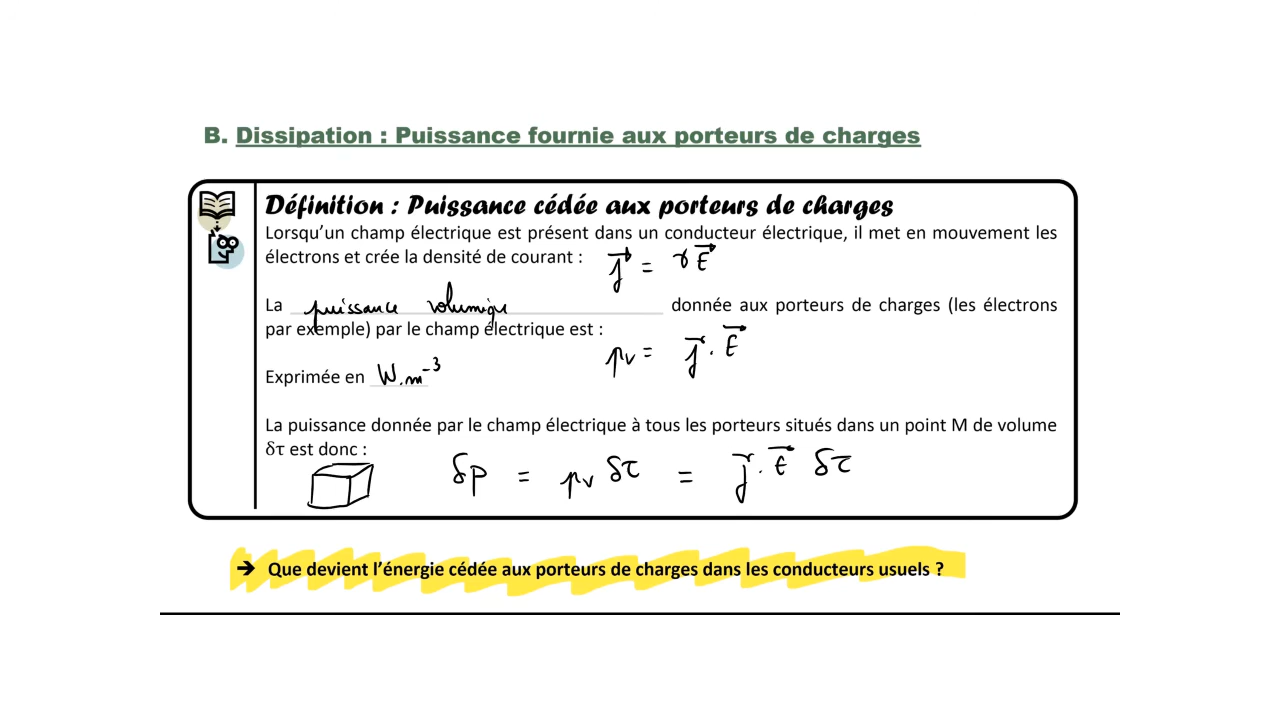 B. Dissipation : Puissance fournie aux porteurs de charges
Définition : Puissance cédée aux porteurs de charges
Lorsqu'un champ électrique est présent dans un conducteur électrique, il met en mouvement les
électrons et crée la densité de courant : j⃗ = γ E⃗
La puissance volumique donnée aux porteurs de charges (les électrons
par exemple) par le champ électrique est :
pv = j⃗ . E⃗
Exprimée en W.m⁻³
La puissance donnée par le champ électrique à tous les porteurs situés dans un point M de volume
δτ est donc :
δp = pv δτ = j⃗ . E⃗ δτ
➔ Que devient l'énergie cédée aux porteurs de charges dans les conducteurs usuels ?